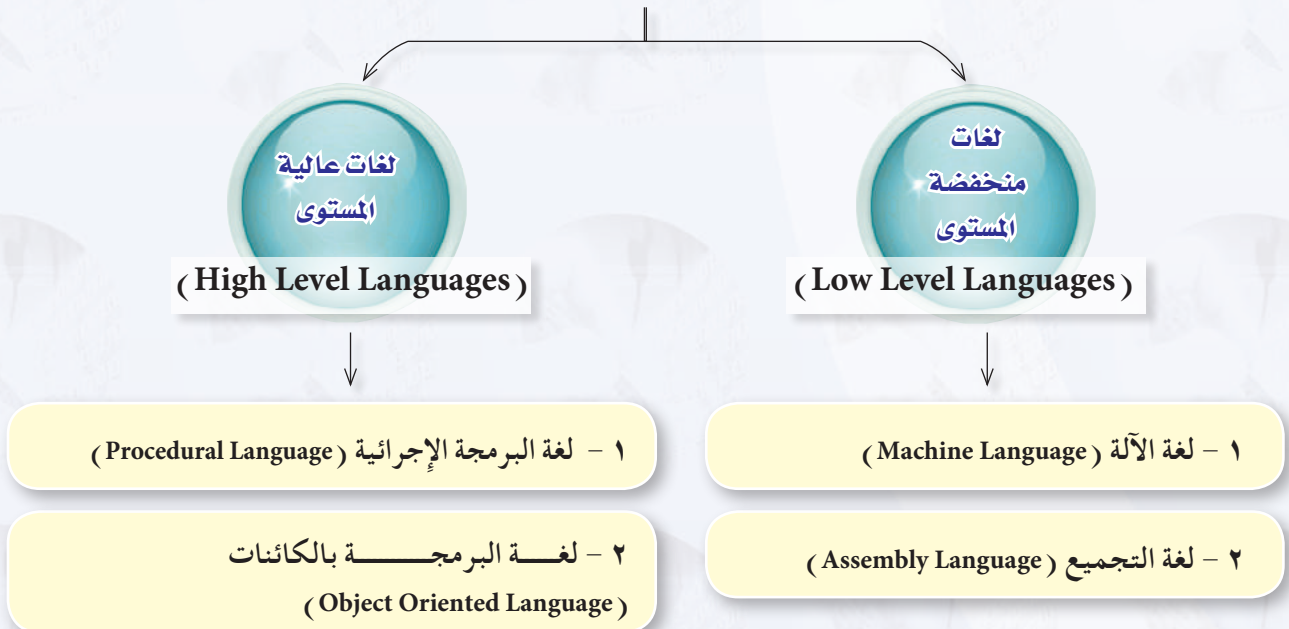 لغات
منخفضة
المستوى
( Low Level Languages )
١ - لغة الآلة ( Machine Language )
٢ - لغة التجميع ( Assembly Language )
لغات عالية
المستوى
( High Level Languages )
١ - لغة البرمجة الإجرائية ( Procedural Language )
٢ - لغة البرمجة بالكائنات
( Object Oriented Language )